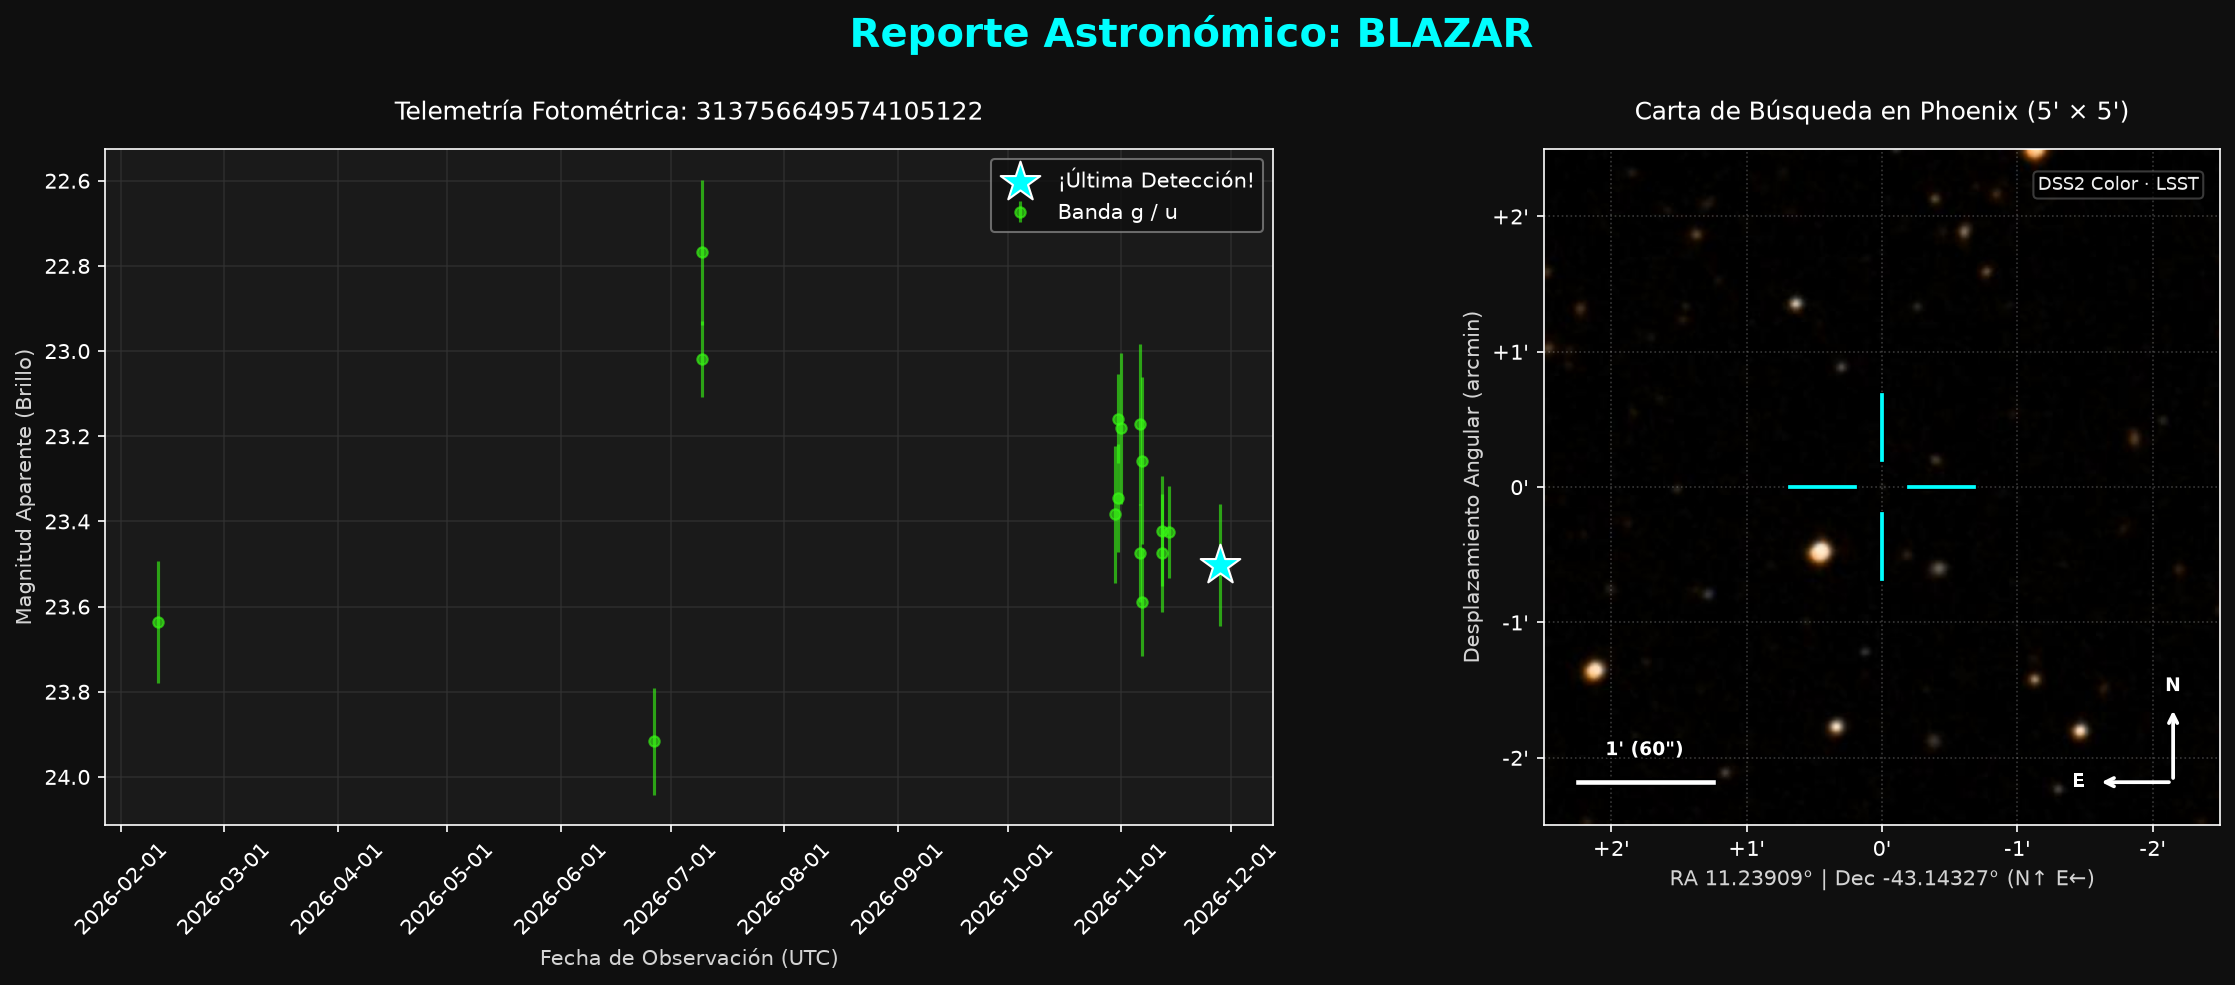 Reporte Astronómico: BLAZAR
Telemetría Fotométrica: 313756649574105122
Magnitud Aparente (Brillo)
22.6
22.8
23.0
23.2
23.4
23.6
23.8
24.0
¡Última Detección!
Banda g / u
2026-02-01
2026-03-01
2026-04-01
2026-05-01
2026-06-01
2026-07-01
2026-08-01
2026-09-01
2026-10-01
2026-11-01
2026-12-01
Fecha de Observación (UTC)
Carta de Búsqueda en Phoenix (5' × 5')
DSS2 Color · LSST
Desplazamiento Angular (arcmin)
+2'
+1'
0'
-1'
-2'
N
E
1' (60")
+2'
+1'
0'
-1'
-2'
RA 11.23909° | Dec -43.14327° (N↑ E←)